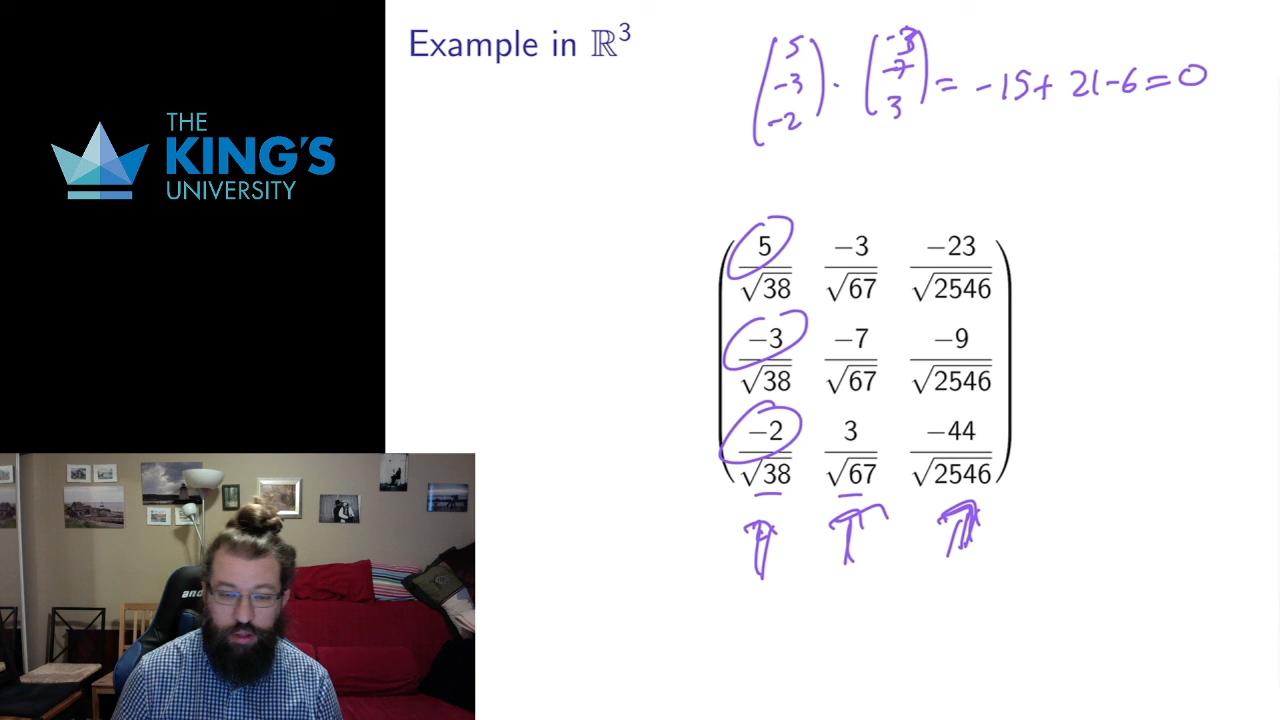 THE
KING'S
UNIVERSITY
Example in ℝ³
(5 -3 -2) · (-3 -7 3) = -15 + 21 - 6 = 0
5/√38 -3/√67 -23/√2546
-3/√38 -7/√67 -9/√2546
-2/√38 3/√67 -44/√2546